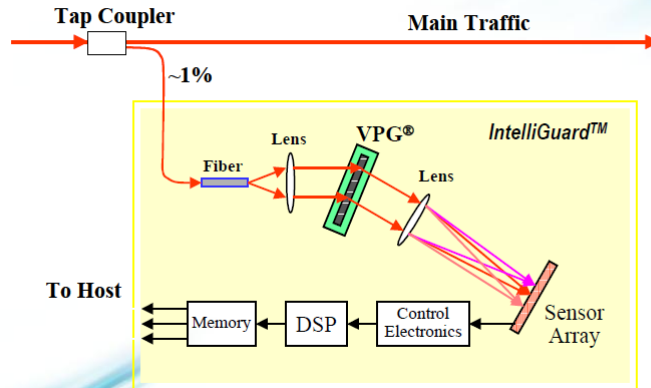 Tap Coupler
Main Traffic
~1%
IntelliGuard™
VPG®
Lens
Fiber
Lens
To Host
Memory
DSP
Control
Electronics
Sensor
Array